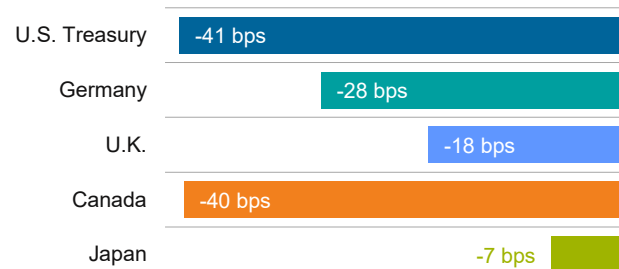 U.S. Treasury -41 bps
Germany -28 bps
U.K. -18 bps
Canada -40 bps
Japan -7 bps